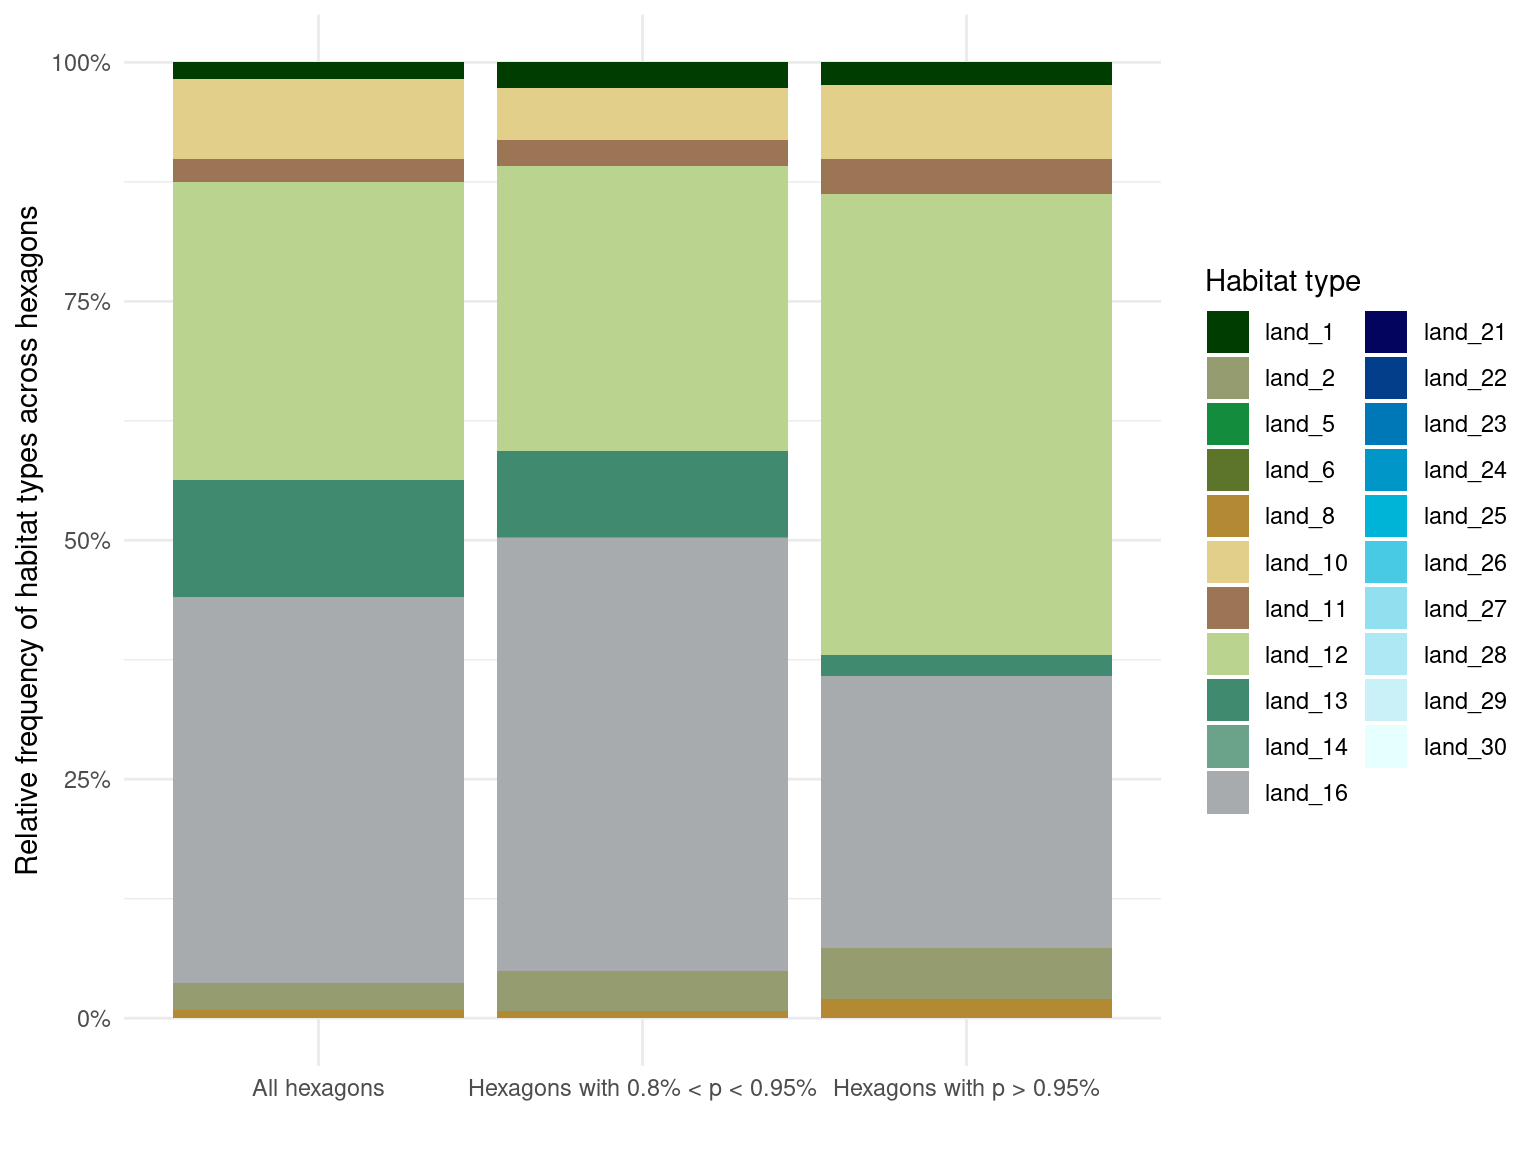 Relative frequency of habitat types across hexagons
100%
75%
50%
25%
0%
All hexagons
Hexagons with 0.8% < p < 0.95%
Hexagons with p > 0.95%
Habitat type
land_1
land_2
land_5
land_6
land_8
land_10
land_11
land_12
land_13
land_14
land_16
land_21
land_22
land_23
land_24
land_25
land_26
land_27
land_28
land_29
land_30